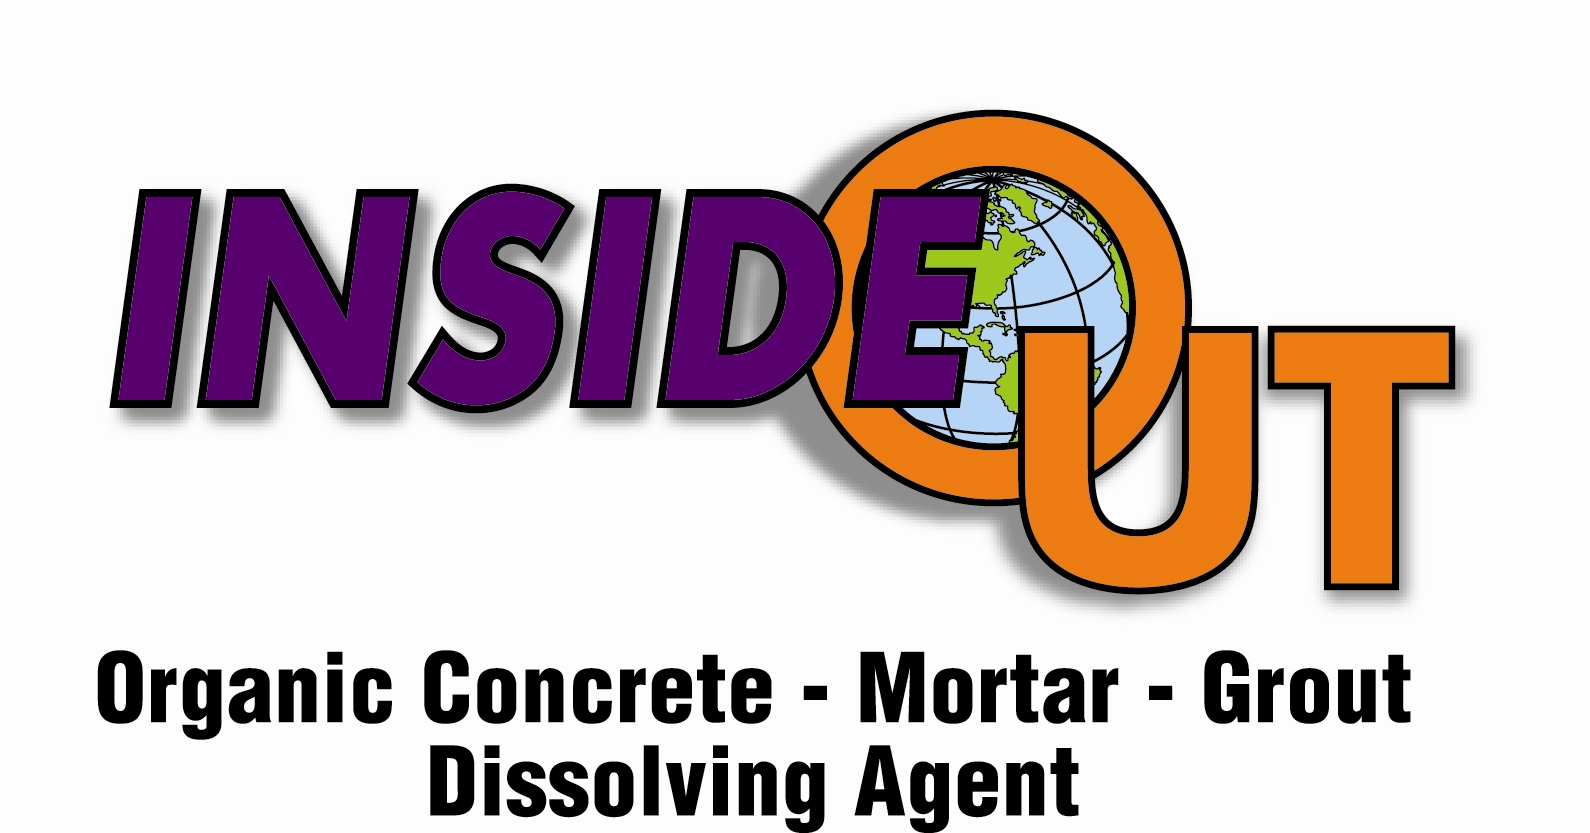 INSIDE OUT
Organic Concrete - Mortar - Grout
Dissolving Agent